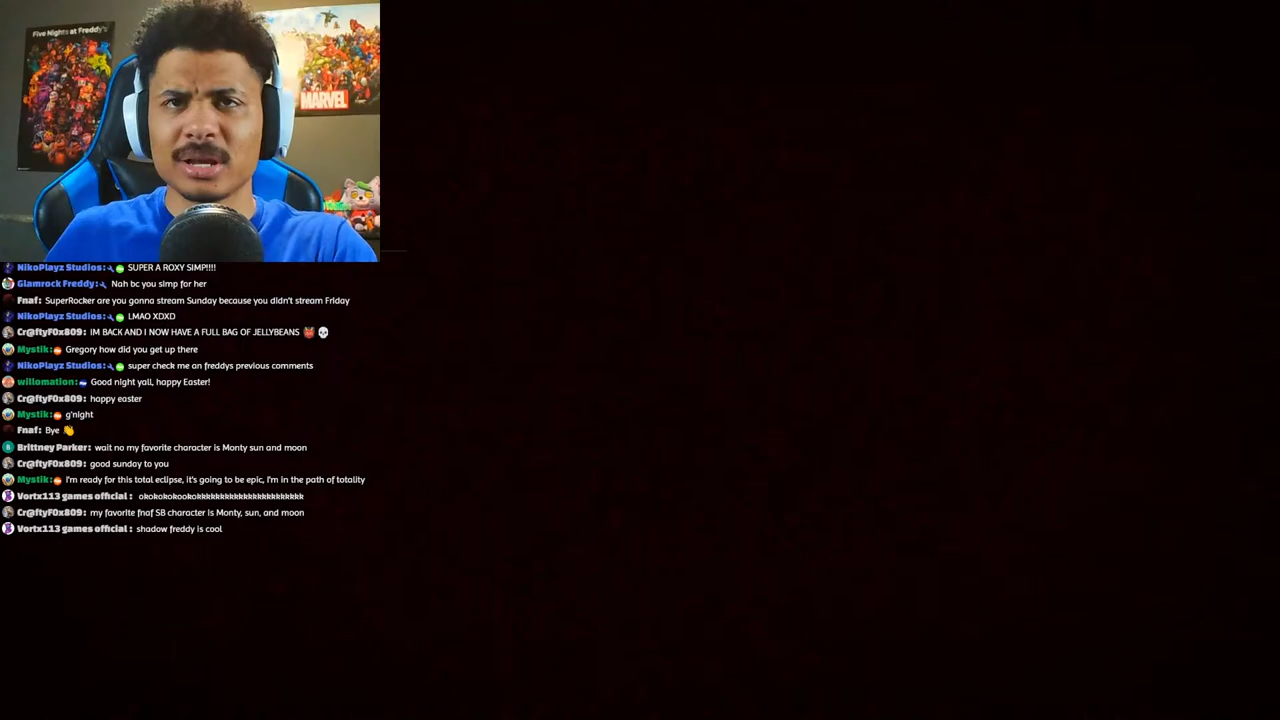 Five Nights at Freddy's
MARVEL
NikoPlayz Studios: SUPER A ROXY SIMP!!!!
Glamrock Freddy: Nah bc you simp for her
Fnaf: SuperRocker are you gonna stream Sunday because you didn't stream Friday
NikoPlayz Studios: LMAO XDXD
Cr@ftyF0x809: IM BACK AND I NOW HAVE A FULL BAG OF JELLYBEANS 👹 💀
Mystik: Gregory how did you get up there
NikoPlayz Studios: super check me an freddys previous comments
willomation: Good night yall, happy Easter!
Cr@ftyF0x809: happy easter
Mystik: g'night
Fnaf: Bye 👋
B Brittney Parker: wait no my favorite character is Monty sun and moon
Cr@ftyF0x809: good sunday to you
Mystik: I'm ready for this total eclipse, it's going to be epic, I'm in the path of totality
Vortx113 games official: okokokokookokkkkkkkkkkkkkkkkkkkkkk
Cr@ftyF0x809: my favorite fnaf SB character is Monty, sun, and moon
Vortx113 games official: shadow freddy is cool